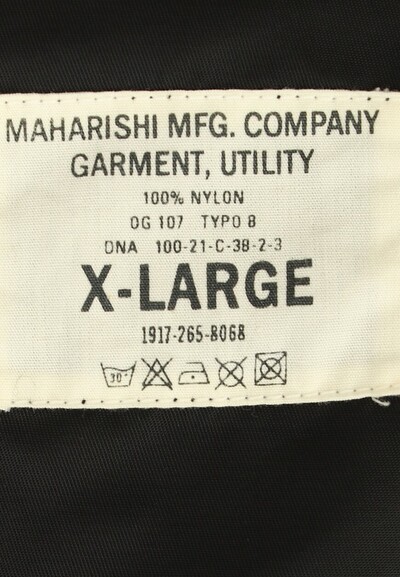 MAHARISHI MFG. COMPANY
GARMENT, UTILITY
100% NYLON
OG 107 TYPO 8
DNA 100-21-C-38-2-3
X-LARGE
1917-265-8068
30°